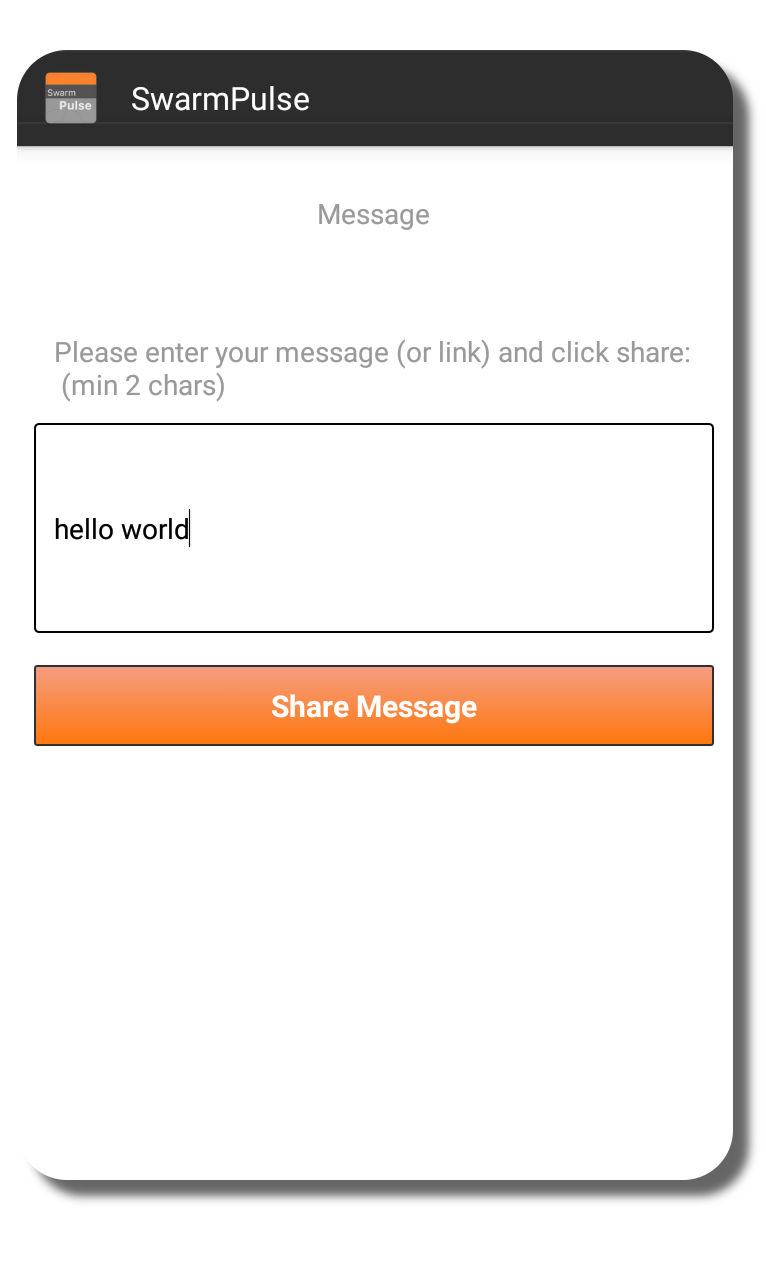 Swarm
Pulse
SwarmPulse
Message
Please enter your message (or link) and click share:
(min 2 chars)
hello world
Share Message